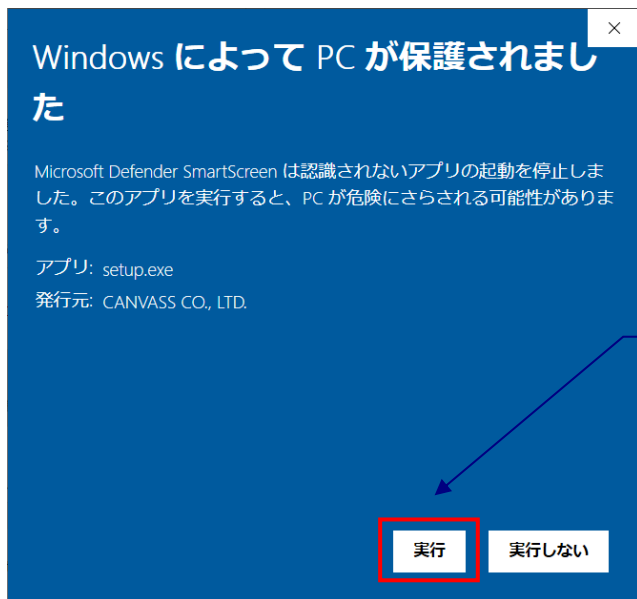 Windows によって PC が保護されまし
た
Microsoft Defender SmartScreen は認識されないアプリの起動を停止しま
した。このアプリを実行すると、PC が危険にさらされる可能性がありま
す。
アプリ: setup.exe
発行元: CANVASS CO., LTD.
実行 実行しない